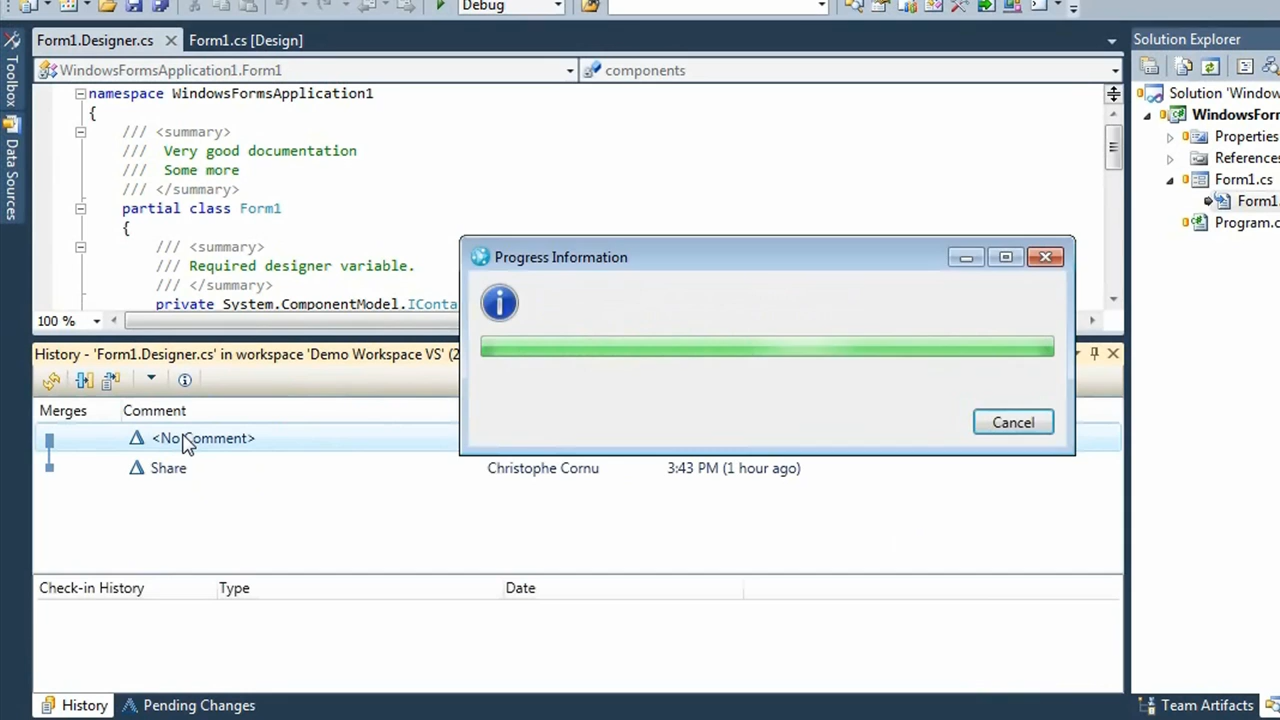 Debug
Form1.Designer.cs
Form1.cs [Design]
Solution Explorer
WindowsFormsApplication1.Form1
components
Toolbox
Data Sources
namespace WindowsFormsApplication1
{
/// <summary>
/// Very good documentation
/// Some more
/// </summary>
partial class Form1
{
/// <summary>
/// Required designer variable.
/// </summary>
private System.ComponentModel.IConta
100 %
Solution 'Window
WindowsForm
Properties
References
Form1.cs
Form1.
Program.c
Progress Information
Cancel
History - 'Form1.Designer.cs' in workspace 'Demo Workspace VS' (2
Merges Comment
<No Comment>
Share Christophe Cornu 3:43 PM (1 hour ago)
Check-in History Type Date
History Pending Changes
Team Artifacts